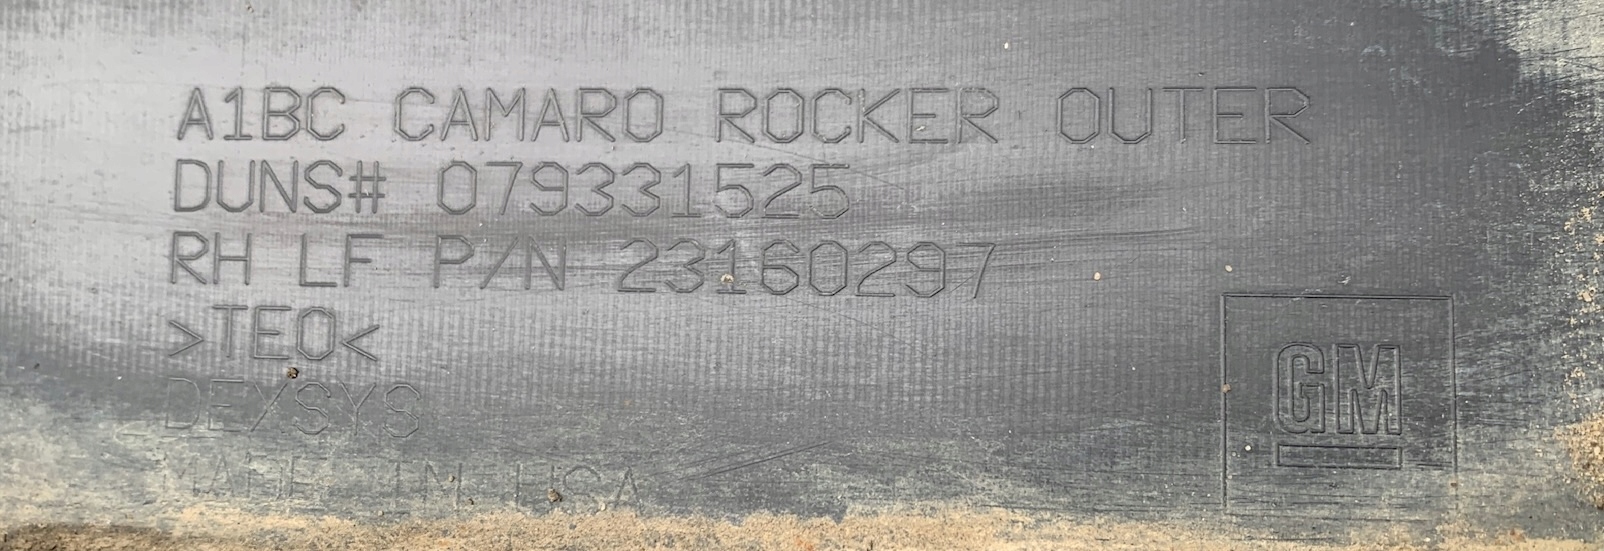 A1BC CAMARO ROCKER OUTER
DUNS# 079331525
RH LF P/N 23160297
>TEO<
DEXSYS
MADE IN USA
GM